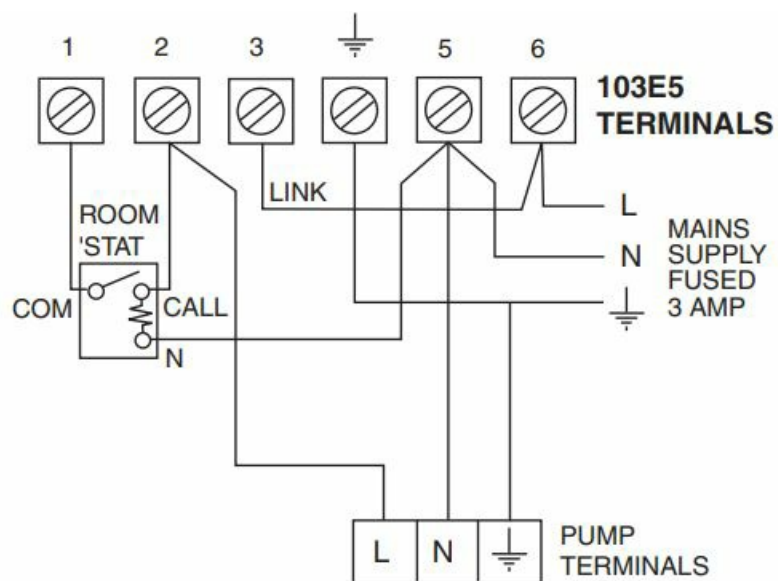 1 2 3 5 6
103E5
TERMINALS
LINK
ROOM
'STAT
COM
CALL
N
L
N
MAINS
SUPPLY
FUSED
3 AMP
L N
PUMP
TERMINALS